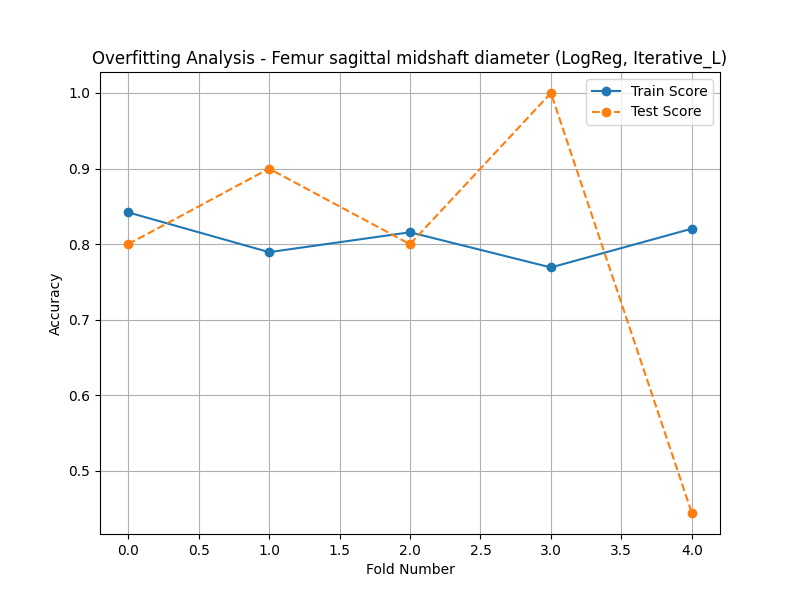 Overfitting Analysis - Femur sagittal midshaft diameter (LogReg, Iterative_L)
Train Score
Test Score
1.0
0.9
0.8
0.7
0.6
0.5
Accuracy
0.0 0.5 1.0 1.5 2.0 2.5 3.0 3.5 4.0
Fold Number